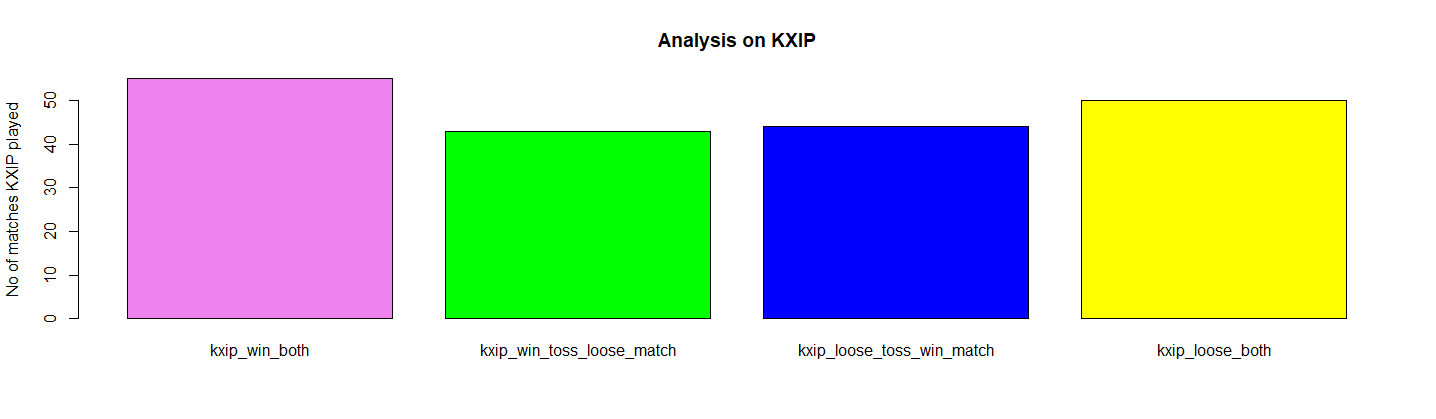 Analysis on KXIP
No of matches KXIP played
50
40
30
20
10
0
kxip_win_both
kxip_win_toss_loose_match
kxip_loose_toss_win_match
kxip_loose_both